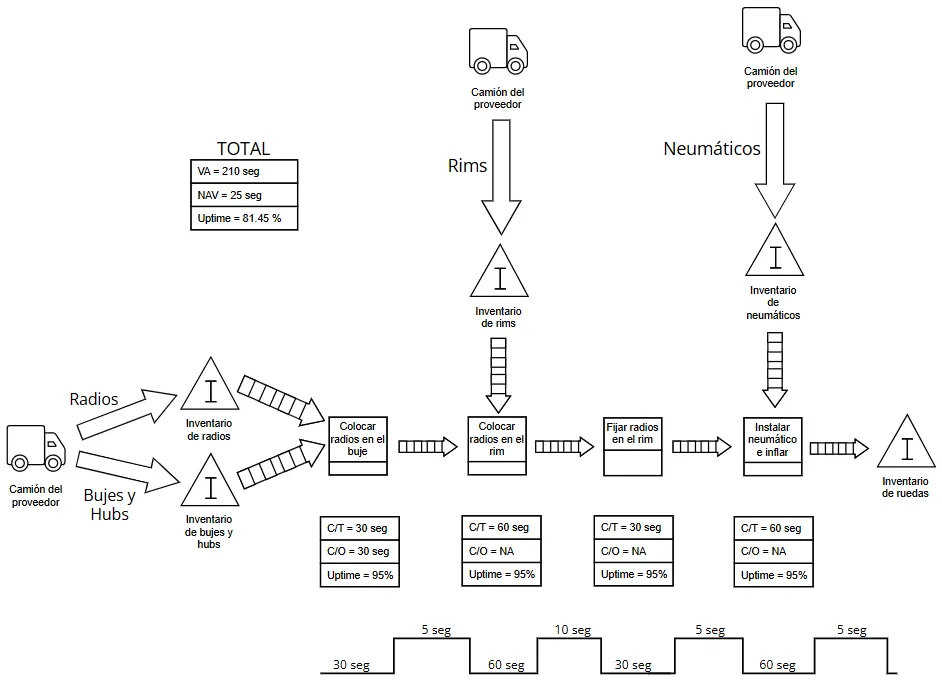 Camión del
proveedor
Camión del
proveedor
Rims
Neumáticos
TOTAL
VA = 210 seg
NAV = 25 seg
Uptime = 81.45 %
I
Inventario
de rims
I
Inventario
de
neumáticos
Radios
I
Inventario
de radios
Camión del
proveedor
Bujes y
Hubs
I
Inventario
de bujes y
hubs
Colocar
radios en el
buje
Colocar
radios en el
rim
Fijar radios
en el rim
Instalar
neumático
e inflar
I
Inventario
de ruedas
C/T = 30 seg
C/O = 30 seg
Uptime = 95%
C/T = 60 seg
C/O = NA
Uptime = 95%
C/T = 30 seg
C/O = NA
Uptime = 95%
C/T = 60 seg
C/O = NA
Uptime = 95%
30 seg
5 seg
60 seg
10 seg
30 seg
5 seg
60 seg
5 seg